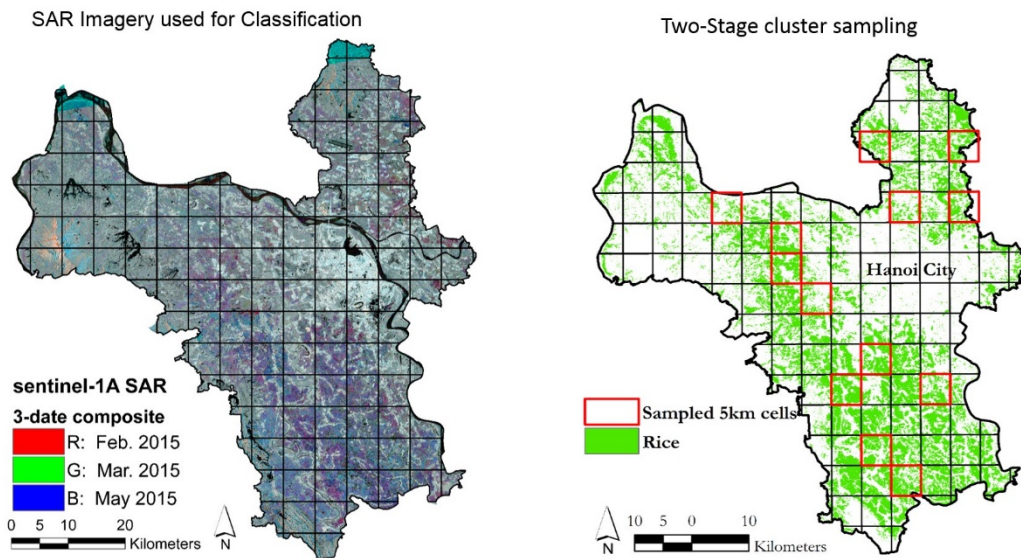 SAR Imagery used for Classification
sentinel-1A SAR
3-date composite
R: Feb. 2015
G: Mar. 2015
B: May 2015
0 5 10 20
Kilometers
N
Two-Stage cluster sampling
Hanoi City
Sampled 5km cells
Rice
N
10 5 0 10
Kilometers